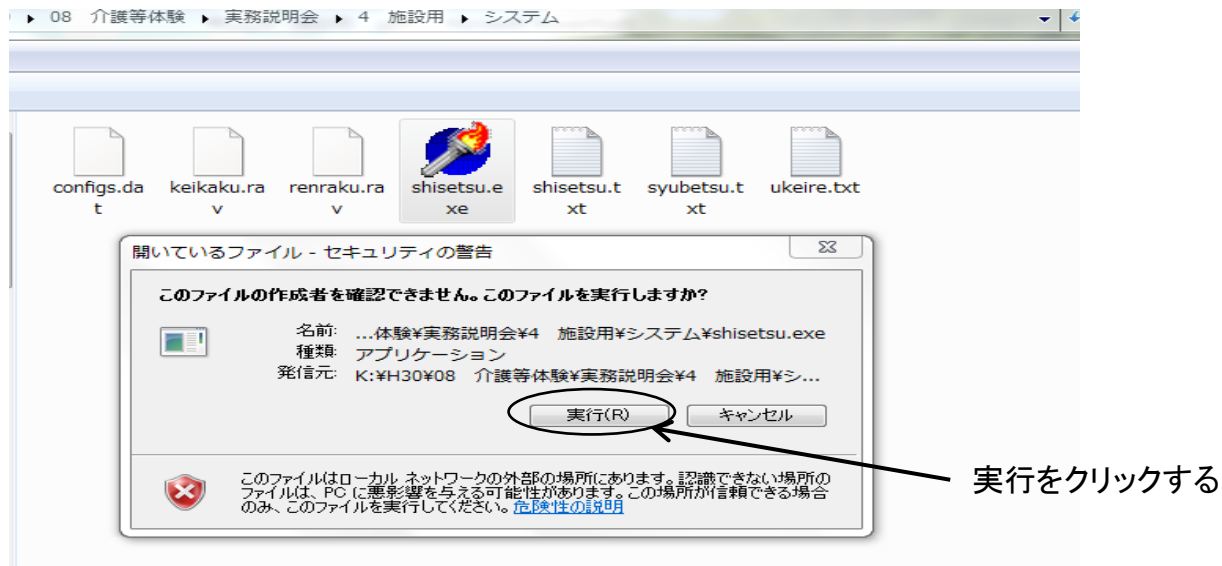 08 介護等体験 ▸ 実務説明会 ▸ 4 施設用 ▸ システム
configs.da
t
keikaku.ra
v
renraku.ra
v
shisetsu.e
xe
shisetsu.t
xt
syubetsu.t
xt
ukeire.txt
開いているファイル - セキュリティの警告
このファイルの作成者を確認できません。このファイルを実行しますか?
名前: ...体験¥実務説明会¥4 施設用¥システム¥shisetsu.exe
種類: アプリケーション
発信元: K:¥H30¥08 介護等体験¥実務説明会¥4 施設用¥シ...
実行(R) キャンセル
実行をクリックする
このファイルはローカル ネットワークの外部の場所にあります。認識できない場所の
ファイルは、PC に悪影響を与える可能性があります。この場所が信頼できる場合
のみ、このファイルを実行してください。危険性の説明